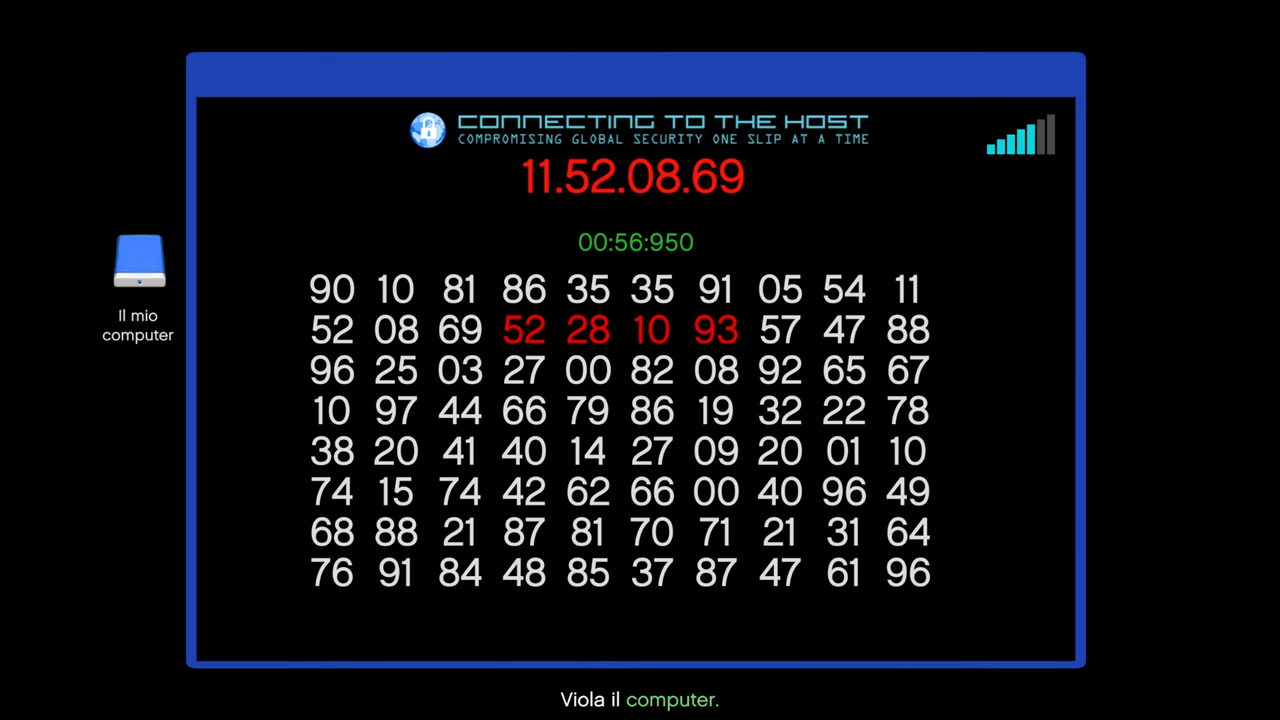 CONNECTING TO THE HOST
COMPROMISING GLOBAL SECURITY ONE SLIP AT A TIME
11.52.08.69
00:56:950
90 10 81 86 35 35 91 05 54 11
52 08 69 52 28 10 93 57 47 88
96 25 03 27 00 82 08 92 65 67
10 97 44 66 79 86 19 32 22 78
38 20 41 40 14 27 09 20 01 10
74 15 74 42 62 66 00 40 96 49
68 88 21 87 81 70 71 21 31 64
76 91 84 48 85 37 87 47 61 96
Il mio
computer
Viola il computer.